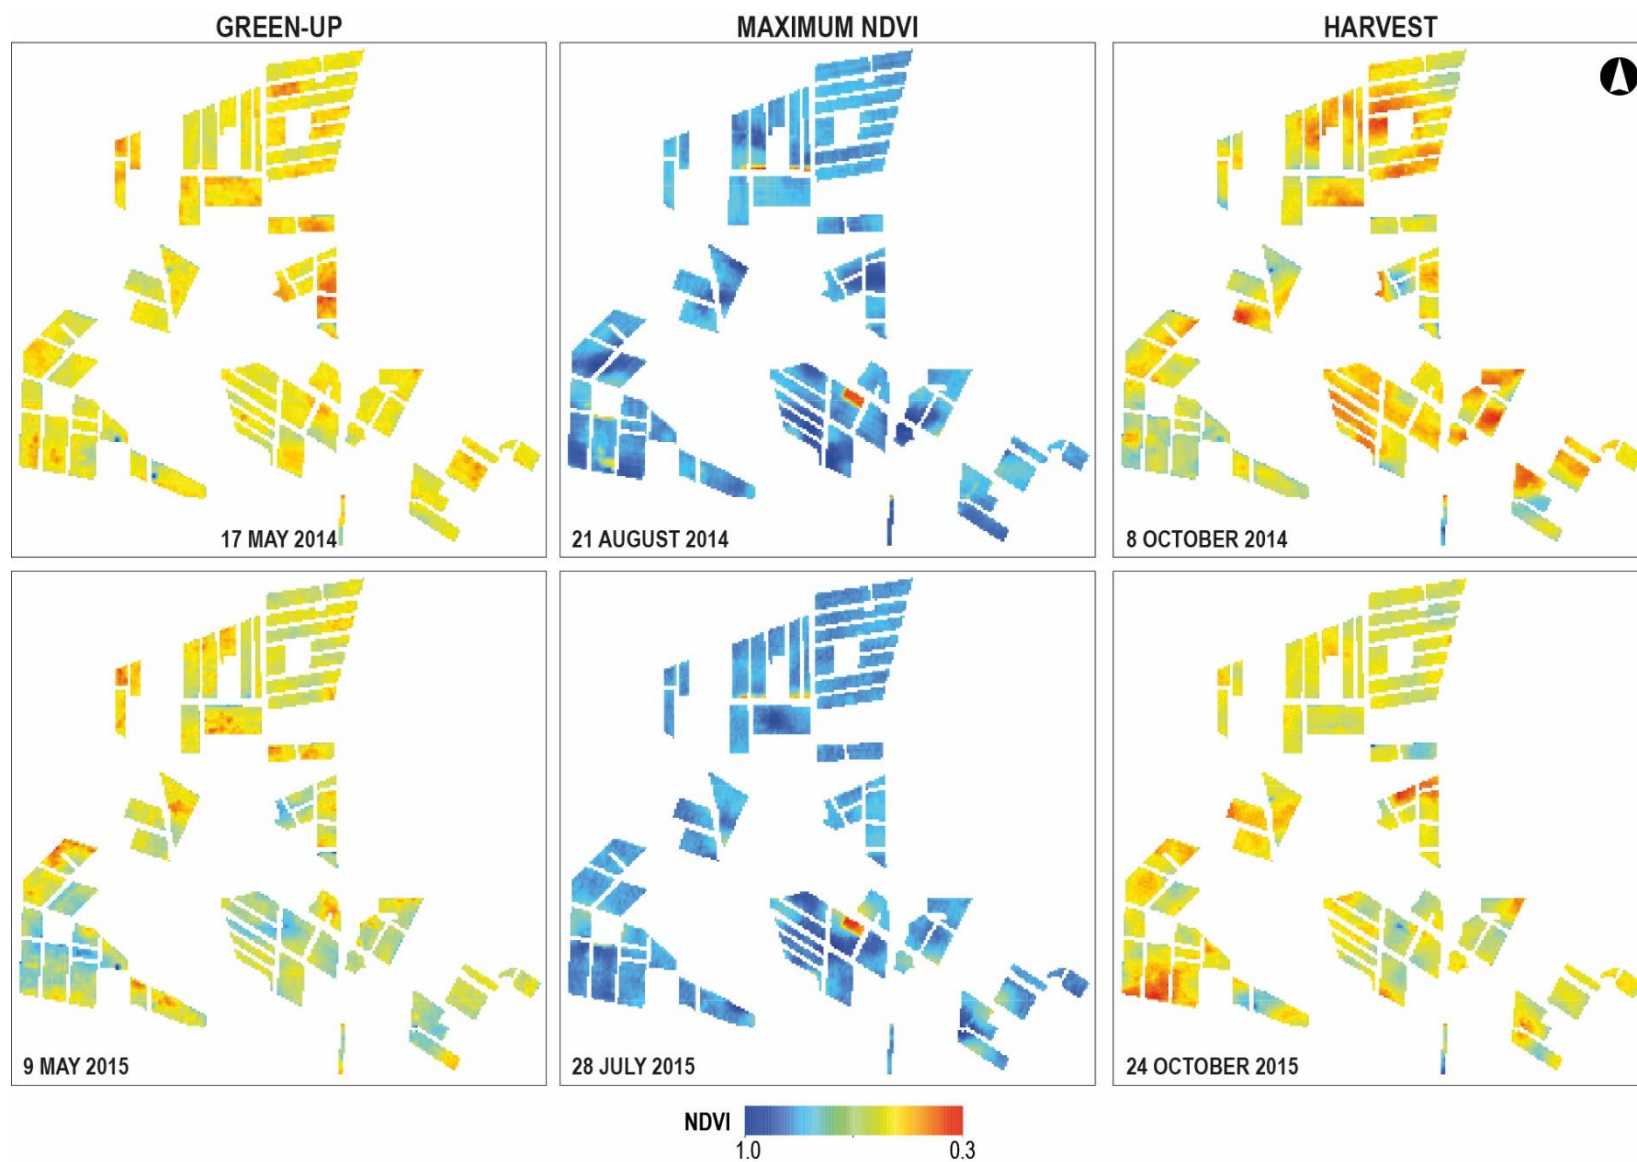 GREEN-UP
MAXIMUM NDVI
HARVEST
17 MAY 2014
21 AUGUST 2014
8 OCTOBER 2014
9 MAY 2015
28 JULY 2015
24 OCTOBER 2015
NDVI
1.0
0.3